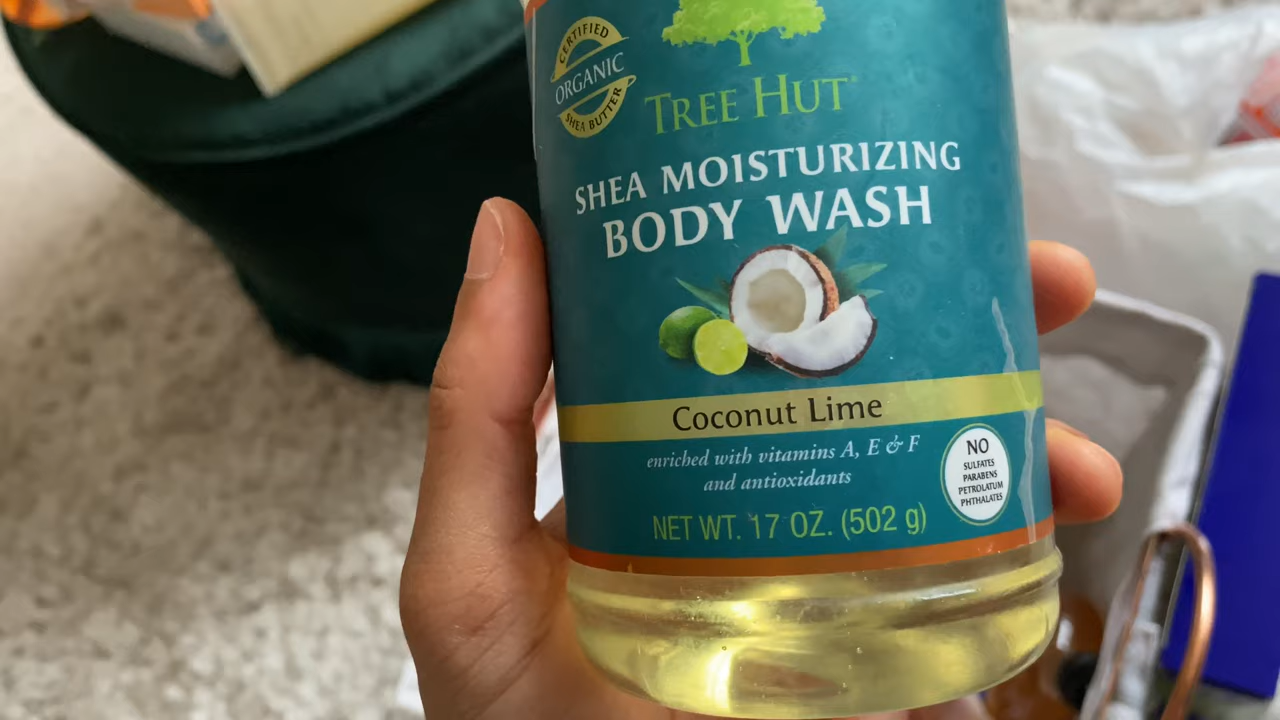 CERTIFIED
ORGANIC
SHEA BUTTER
TREE HUT
SHEA MOISTURIZING
BODY WASH
Coconut Lime
enriched with vitamins A, E & F
and antioxidants
NO
SULFATES
PARABENS
PETROLATUM
PHTHALATES
NET WT. 17 OZ. (502 g)